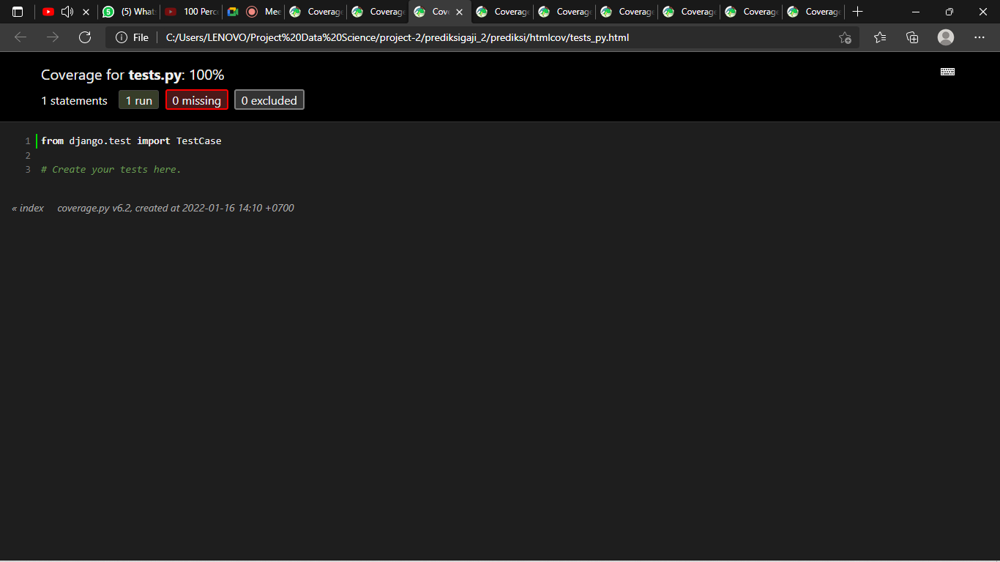 (5) What
100 Perc
Mee
Coverage
Coverage
Cov
Coverage
Coverage
Coverage
Coverage
Coverage
Coverage
File
C:/Users/LENOVO/Project%20Data%20Science/project-2/prediksigaji_2/prediksi/htmlcov/tests_py.html
Coverage for tests.py: 100%
1 statements 1 run 0 missing 0 excluded
1 from django.test import TestCase
2
3 # Create your tests here.
« index coverage.py v6.2, created at 2022-01-16 14:10 +0700